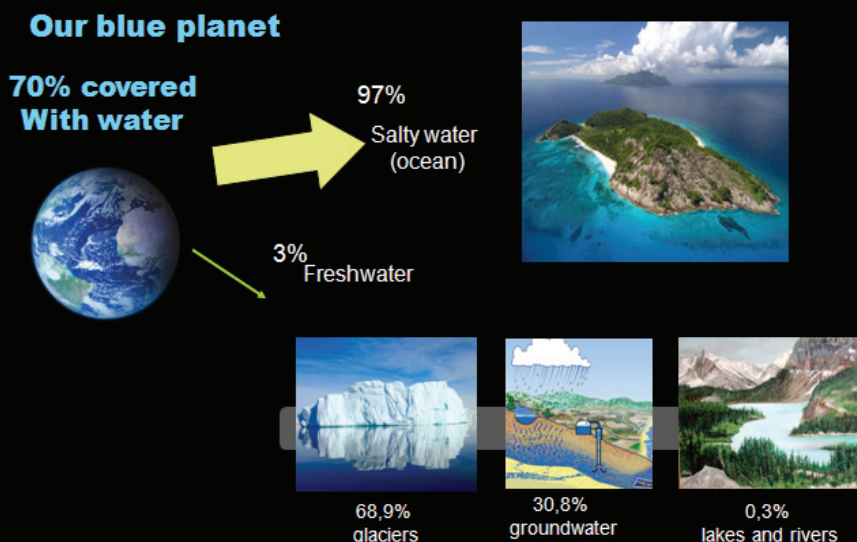 Our blue planet
70% covered
With water
97%
Salty water
(ocean)
3%
Freshwater
68,9%
glaciers
30,8%
groundwater
0,3%
lakes and rivers